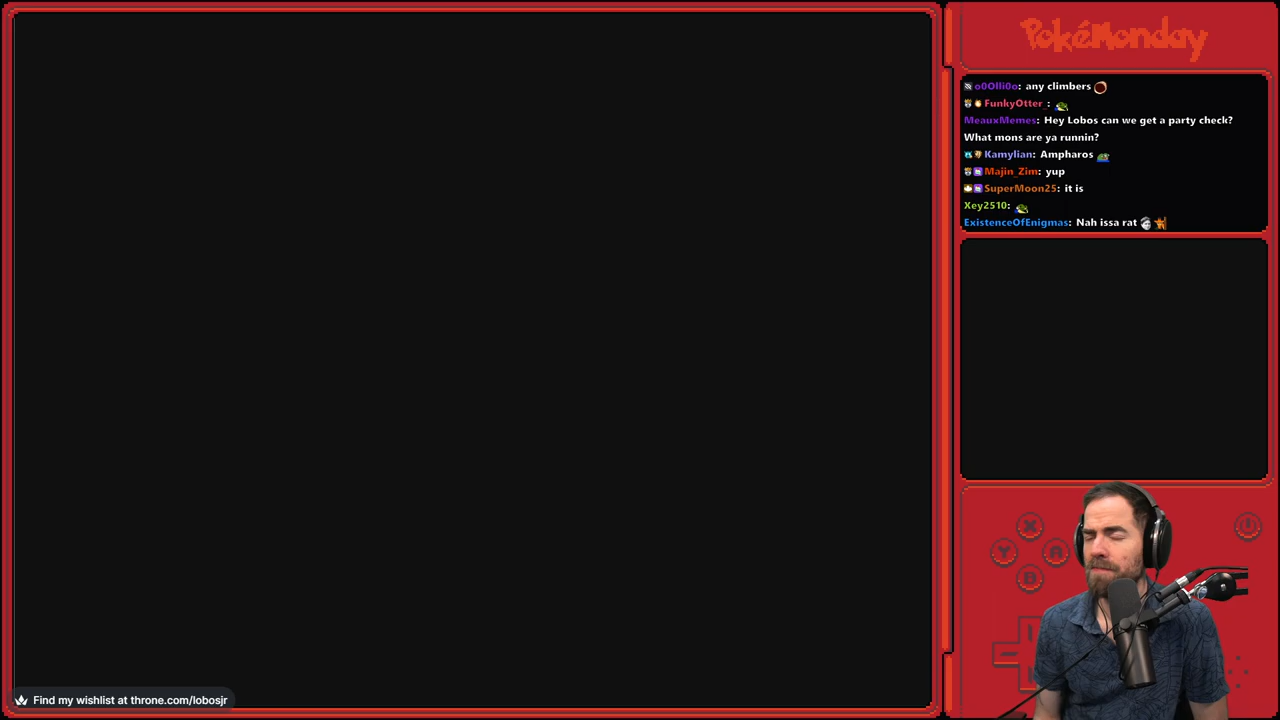 PokéMonday
o0Olli0o: any climbers
FunkyOtter_:
MeauxMemes: Hey Lobos can we get a party check?
What mons are ya runnin?
Kamylian: Ampharos
Majin_Zim: yup
SuperMoon25: it is
Xey2510:
ExistenceOfEnigmas: Nah issa rat
X
Y
A
B
Find my wishlist at throne.com/lobosjr